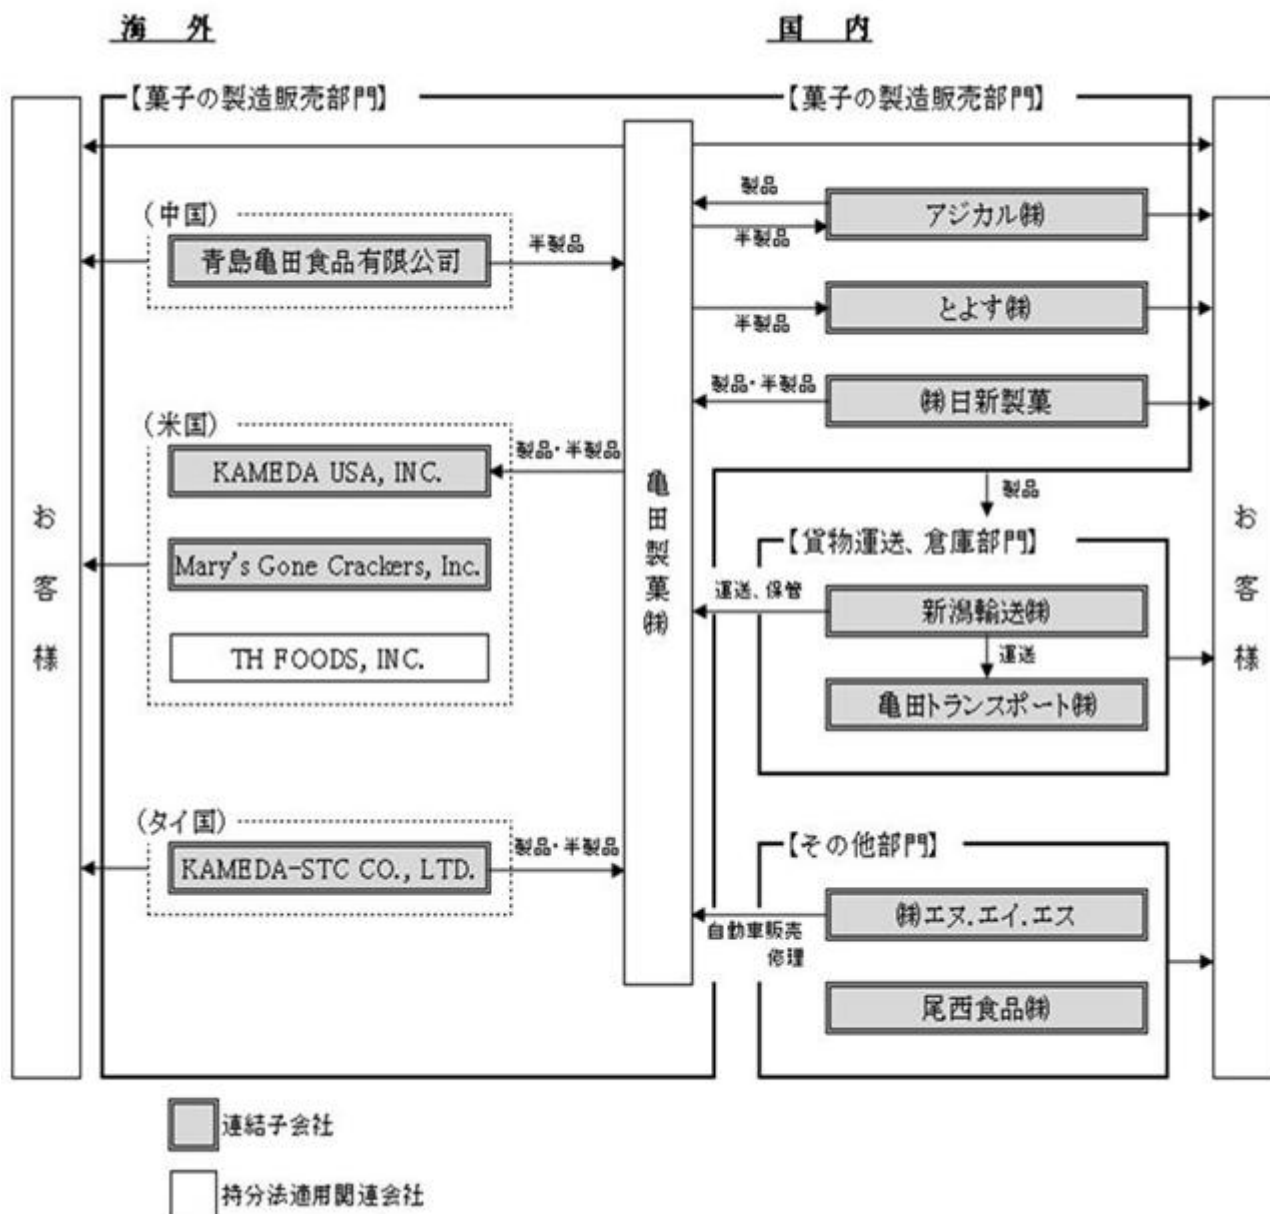 海 外
国 内
【菓子の製造販売部門】
【菓子の製造販売部門】
お客様
亀田製菓㈱
お客様
(中国)
青島亀田食品有限公司
半製品
(米国)
KAMEDA USA, INC.
製品・半製品
Mary's Gone Crackers, Inc.
TH FOODS, INC.
(タイ国)
KAMEDA-STC CO., LTD.
製品・半製品
製品
アジカル㈱
半製品
とよす㈱
半製品
製品・半製品
㈱日新製菓
製品
【貨物運送、倉庫部門】
運送、保管
新潟輸送㈱
運送
亀田トランスポート㈱
【その他部門】
㈱エヌ.エイ.エス
自動車販売
修理
尾西食品㈱
連結子会社
持分法適用関連会社